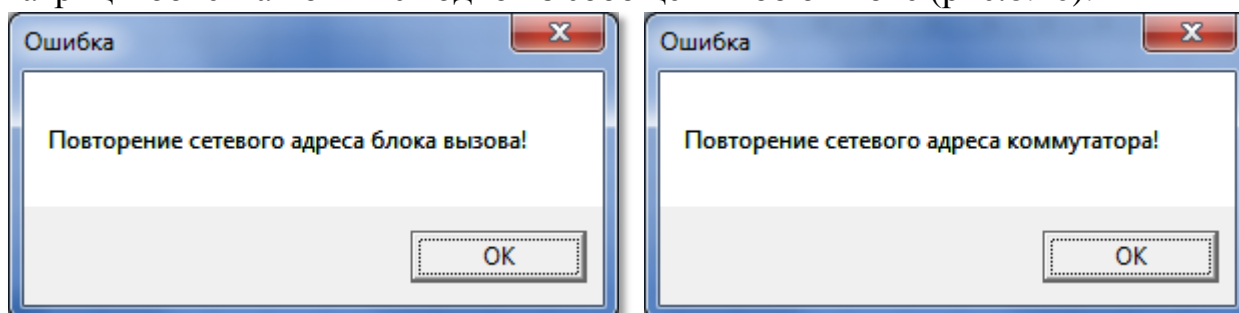 Ошибка
Повторение сетевого адреса блока вызова!
OK
Ошибка
Повторение сетевого адреса коммутатора!
OK